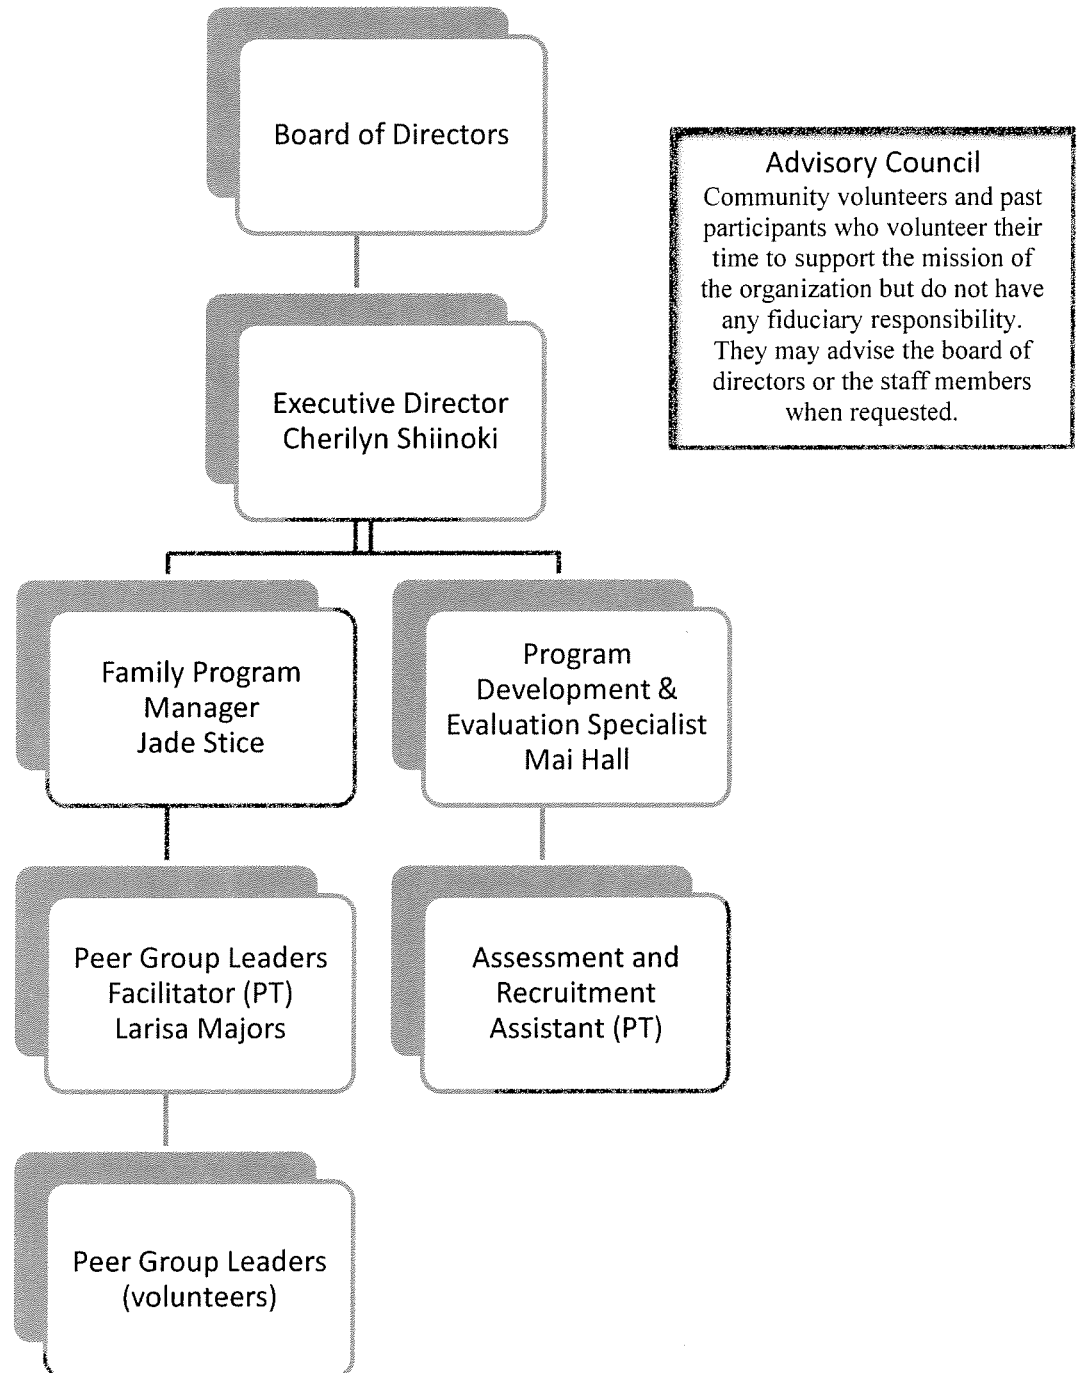 Board of Directors
Advisory Council
Community volunteers and past
participants who volunteer their
time to support the mission of
the organization but do not have
any fiduciary responsibility.
They may advise the board of
directors or the staff members
when requested.
Executive Director
Cherilyn Shiinoki
Family Program
Manager
Jade Stice
Program
Development &
Evaluation Specialist
Mai Hall
Peer Group Leaders
Facilitator (PT)
Larisa Majors
Assessment and
Recruitment
Assistant (PT)
Peer Group Leaders
(volunteers)